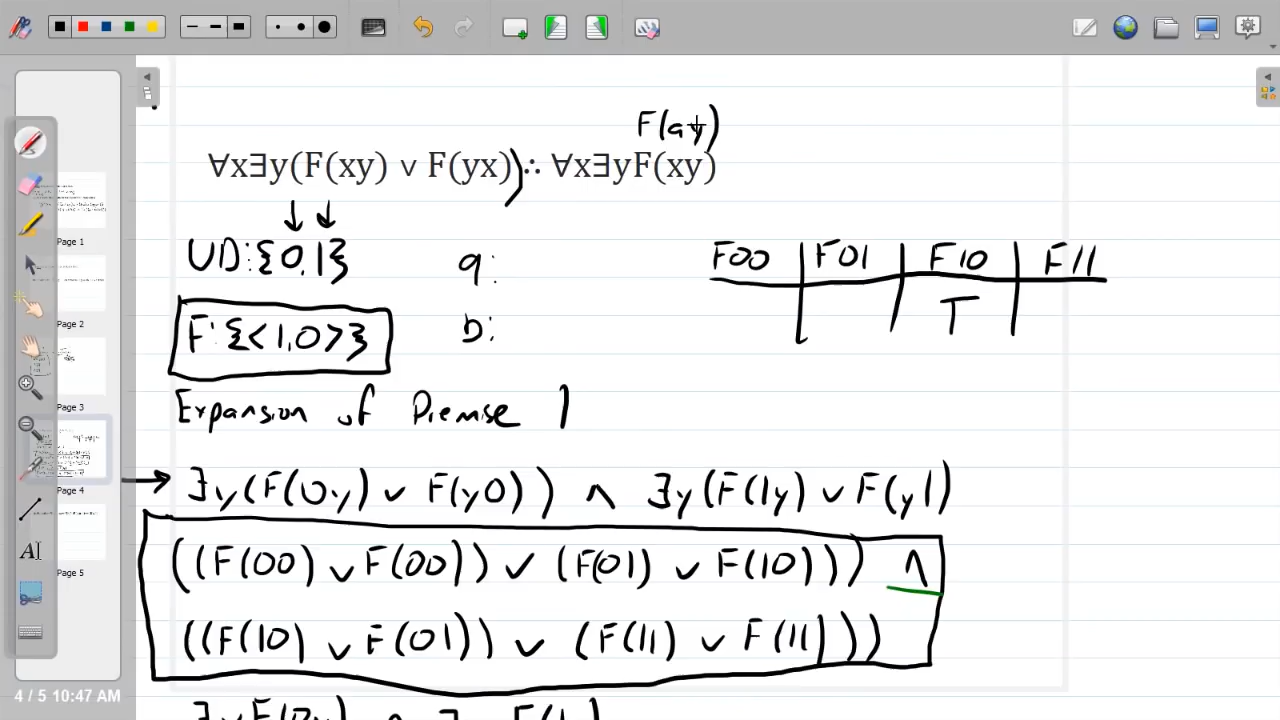 F(ay)
∀x∃y(F(xy) ∨ F(yx)) ∴ ∀x∃yF(xy)
UD:{0,1} a:
F00 F01 F10 F11
F:{<1,0>} b:
T
Expansion of Premise 1
∃y(F(0y) ∨ F(y0)) ∧ ∃y(F(1y) ∨ F(y1)
((F(00) ∨ F(00)) ∨ (F(01) ∨ F(10))) ∧
((F(10) ∨ F(01)) ∨ (F(11) ∨ F(11)))
Page 1
Page 2
Page 3
Page 4
Page 5
A
4 / 5 10:47 AM